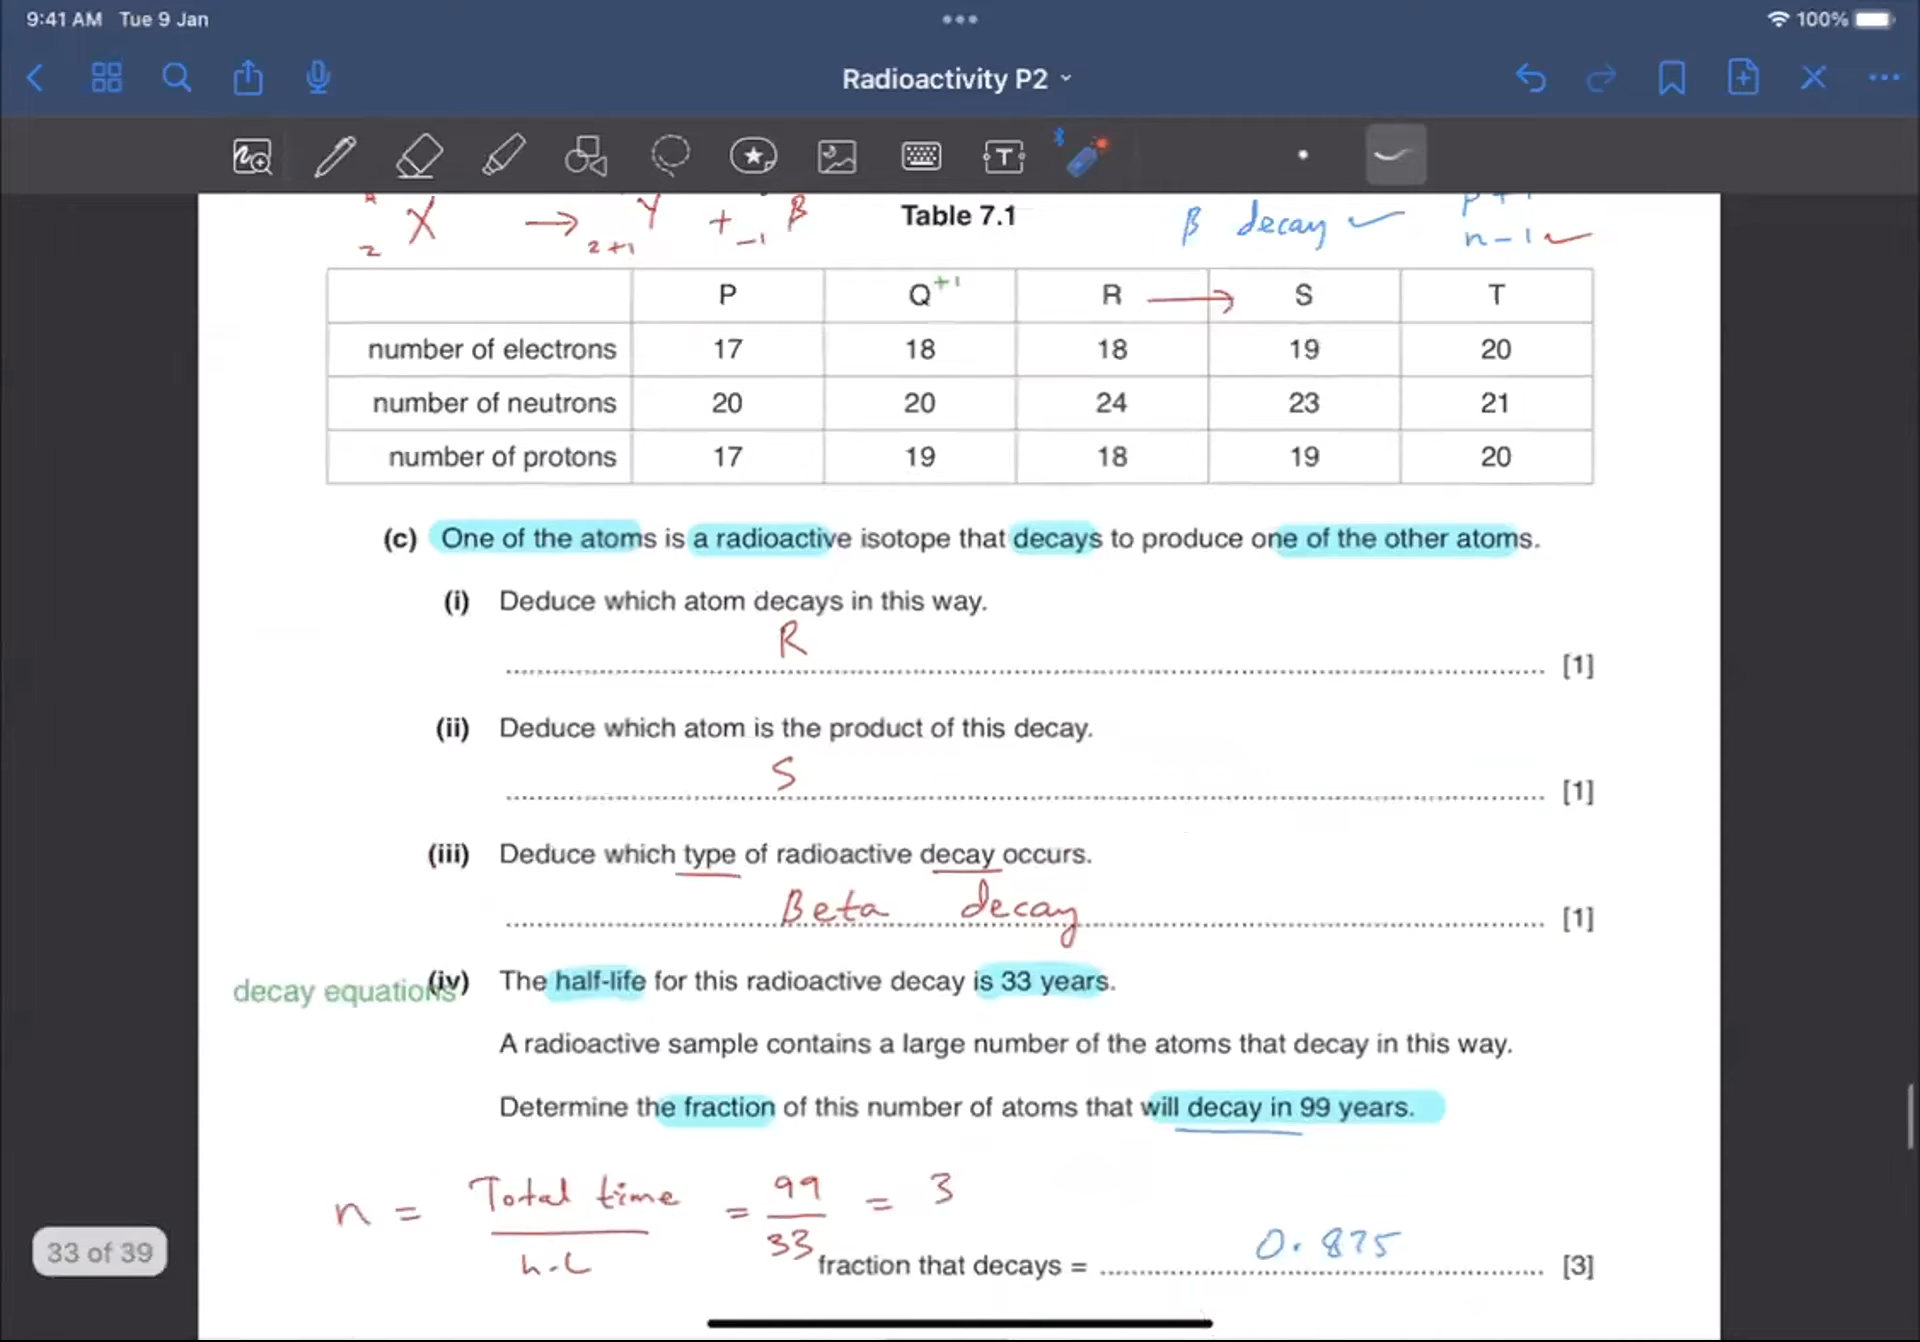 9:41 AM Tue 9 Jan
100%
Radioactivity P2
X → Y + β
2 2+1 -1
Table 7.1
β decay ✓
n-1 ✓
P Q+1 R → S T
number of electrons 17 18 18 19 20
number of neutrons 20 20 24 23 21
number of protons 17 19 18 19 20
(c) One of the atoms is a radioactive isotope that decays to produce one of the other atoms.
(i) Deduce which atom decays in this way.
R
[1]
(ii) Deduce which atom is the product of this decay.
S
[1]
(iii) Deduce which type of radioactive decay occurs.
Beta decay
[1]
decay equations
(iv) The half-life for this radioactive decay is 33 years.
A radioactive sample contains a large number of the atoms that decay in this way.
Determine the fraction of this number of atoms that will decay in 99 years.
n = Total time = 99 = 3
h.L 33
fraction that decays = 0.875 [3]
33 of 39